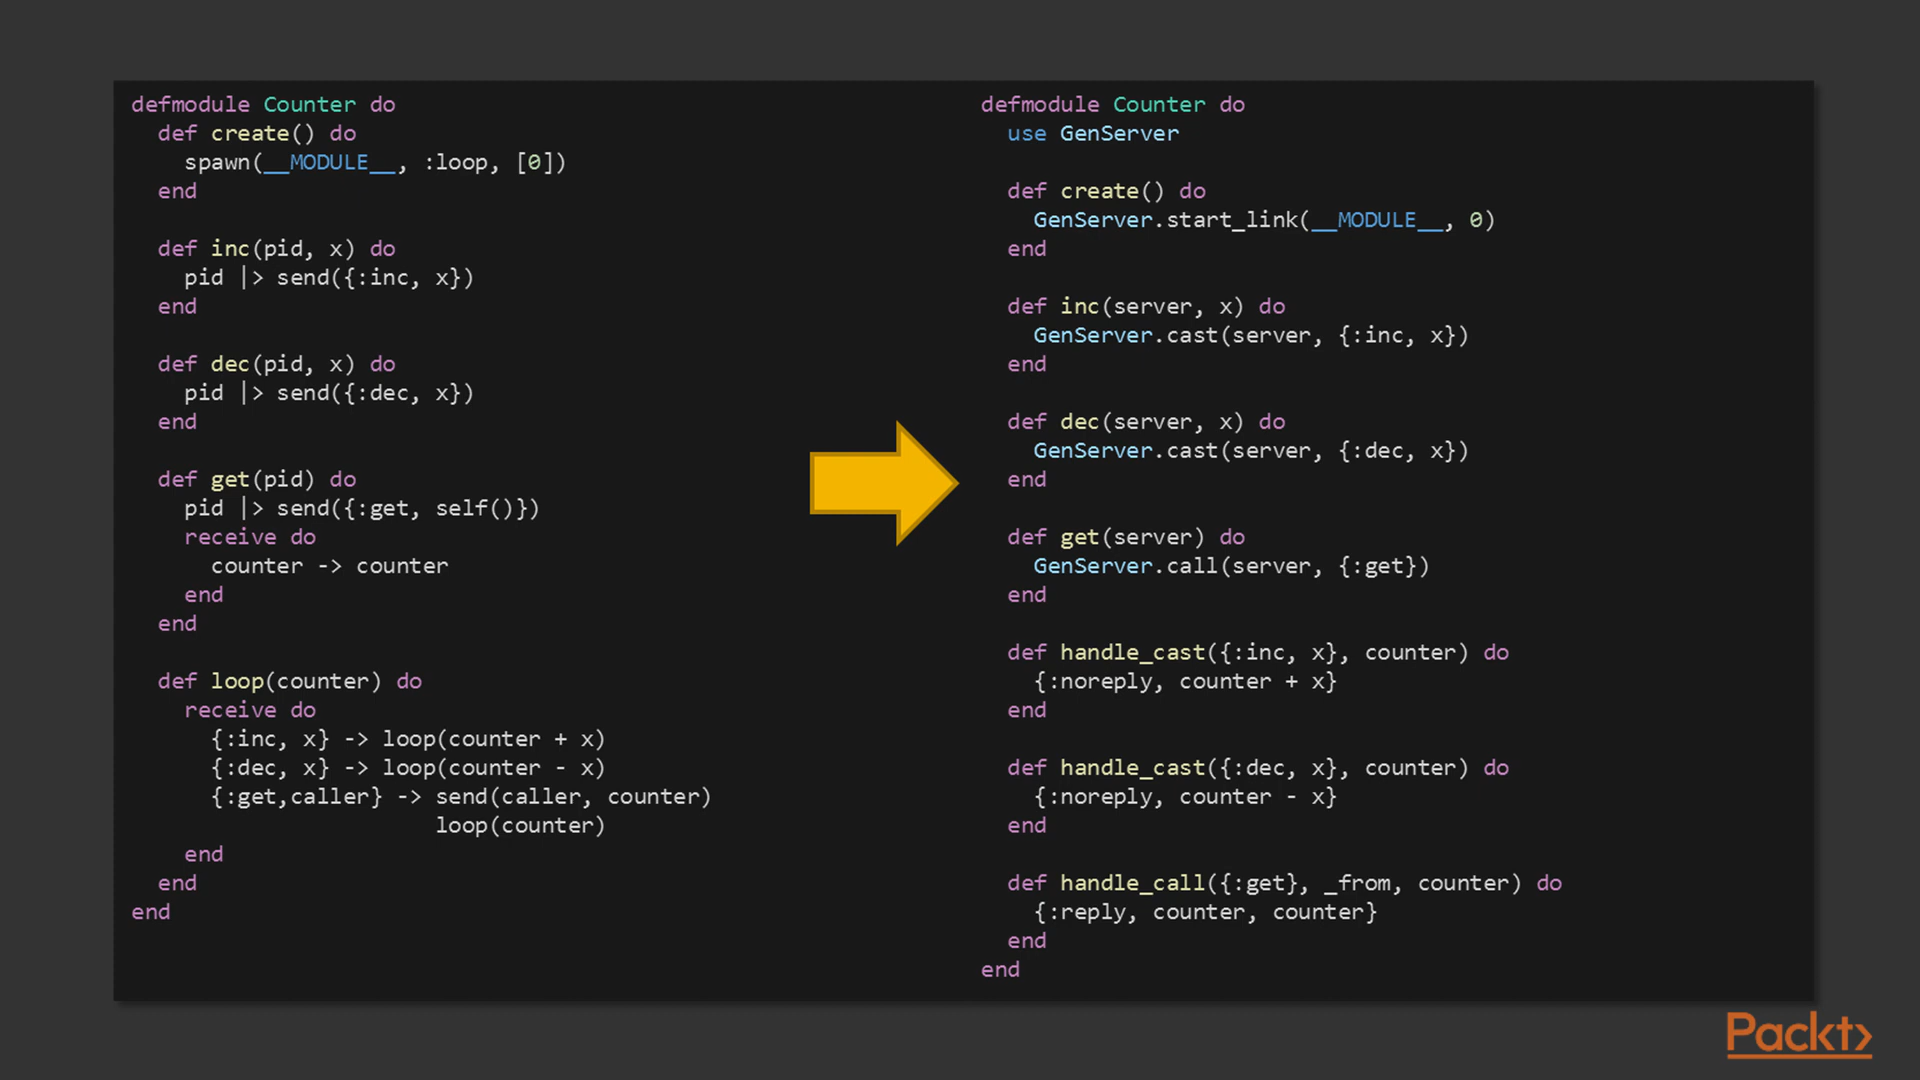 defmodule Counter do
  def create() do
    spawn(__MODULE__, :loop, [0])
  end

  def inc(pid, x) do
    pid |> send({:inc, x})
  end

  def dec(pid, x) do
    pid |> send({:dec, x})
  end

  def get(pid) do
    pid |> send({:get, self()})
    receive do
      counter -> counter
    end
  end

  def loop(counter) do
    receive do
      {:inc, x} -> loop(counter + x)
      {:dec, x} -> loop(counter - x)
      {:get,caller} -> send(caller, counter)
                       loop(counter)
    end
  end
end
defmodule Counter do
  use GenServer

  def create() do
    GenServer.start_link(__MODULE__, 0)
  end

  def inc(server, x) do
    GenServer.cast(server, {:inc, x})
  end

  def dec(server, x) do
    GenServer.cast(server, {:dec, x})
  end

  def get(server) do
    GenServer.call(server, {:get})
  end

  def handle_cast({:inc, x}, counter) do
    {:noreply, counter + x}
  end

  def handle_cast({:dec, x}, counter) do
    {:noreply, counter - x}
  end

  def handle_call({:get}, _from, counter) do
    {:reply, counter, counter}
  end
end
Packt>